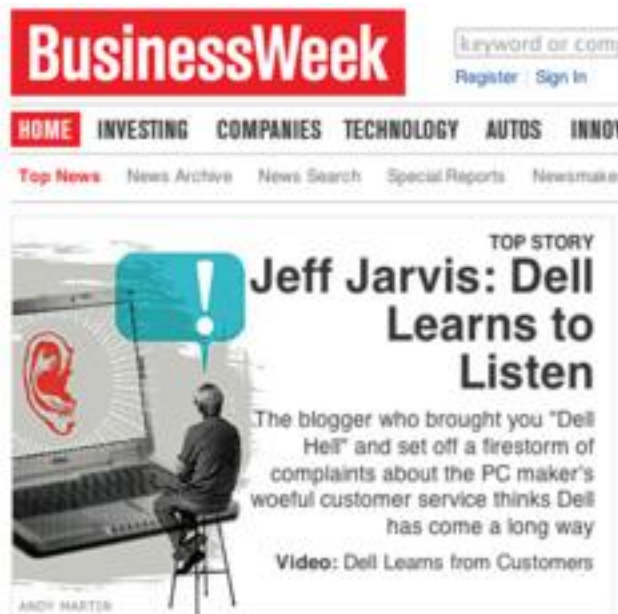 BusinessWeek
keyword or comp
Register Sign In
HOME INVESTING COMPANIES TECHNOLOGY AUTOS INNOV
Top News News Archive News Search Special Reports Newsmake
TOP STORY
Jeff Jarvis: Dell
Learns to
Listen
!
The blogger who brought you "Dell
Hell" and set off a firestorm of
complaints about the PC maker's
woeful customer service thinks Dell
has come a long way
Video: Dell Learns from Customers
ANDY MARTIN